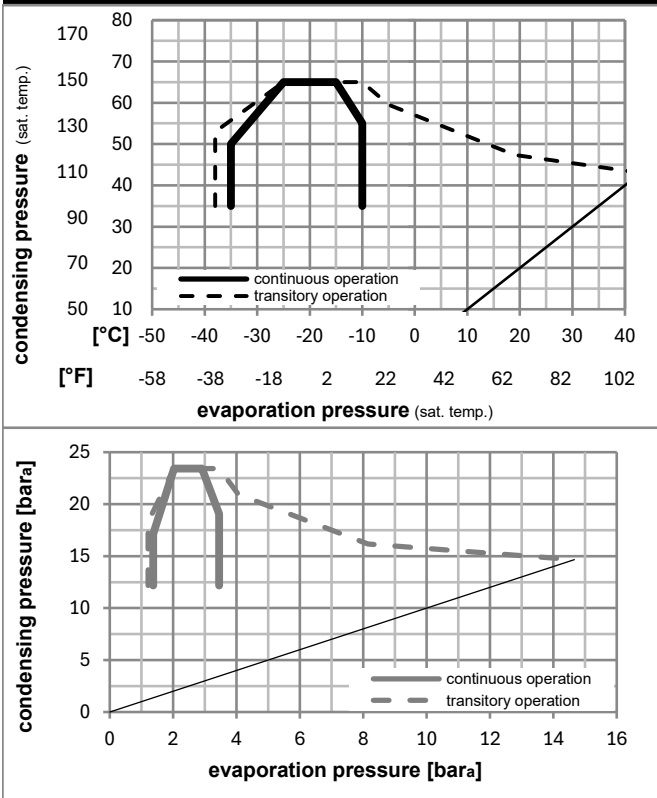 condensing pressure (sat. temp.)
170 80
70
150 60
130 50
110 40
90 30
70 20
50 10
continuous operation
transitory operation
[°C] -50 -40 -30 -20 -10 0 10 20 30 40
[°F] -58 -38 -18 2 22 42 62 82 102
evaporation pressure (sat. temp.)
condensing pressure [bara]
25
20
15
10
5
0
continuous operation
transitory operation
0 2 4 6 8 10 12 14 16
evaporation pressure [bara]